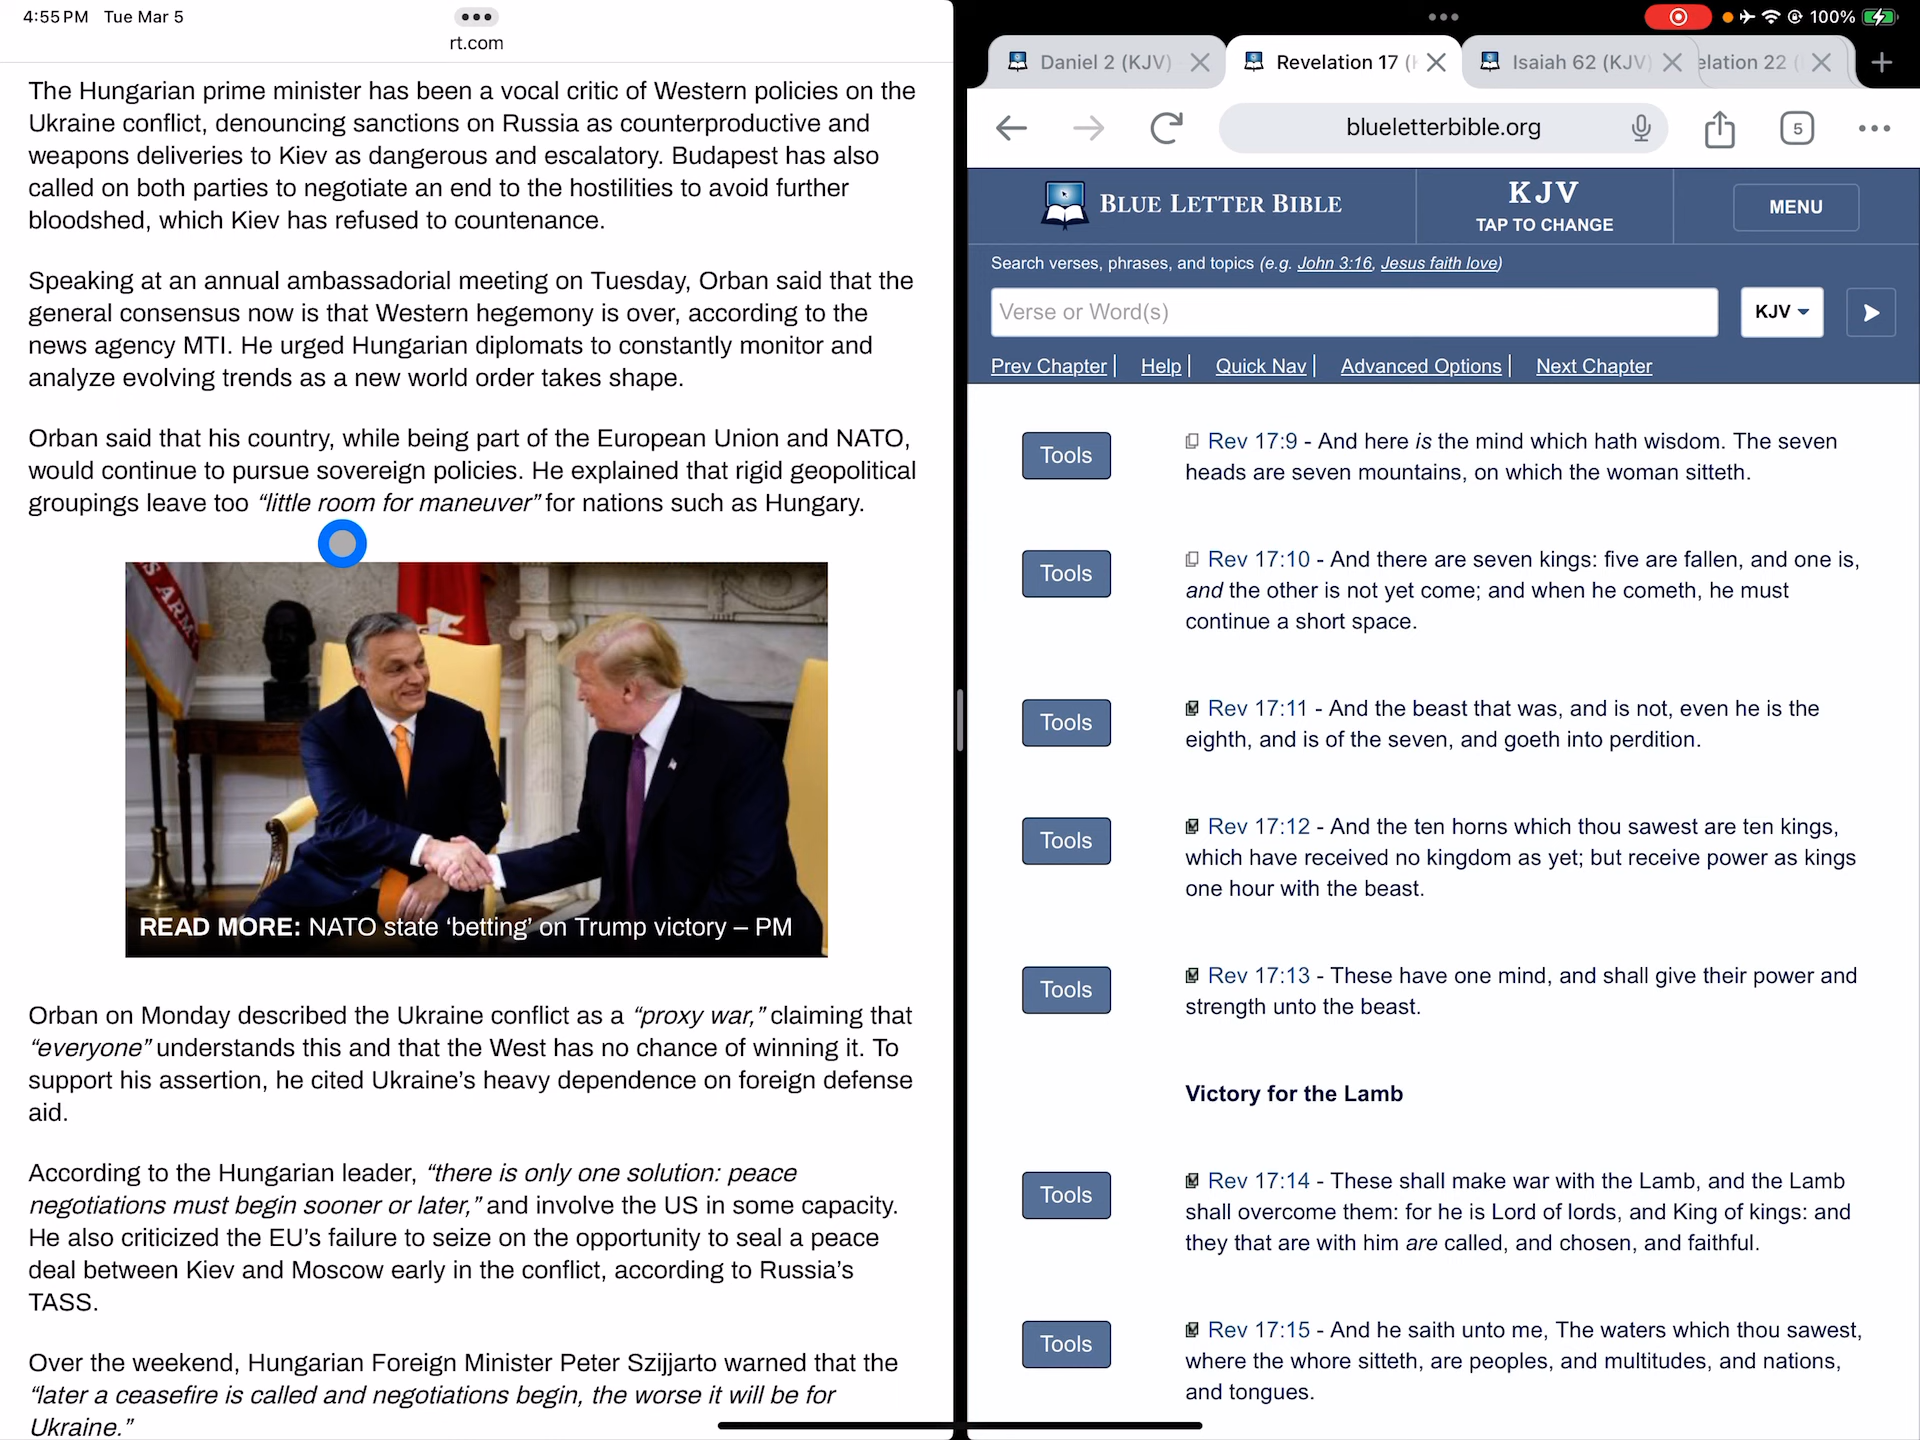 4:55 PM Tue Mar 5
rt.com
The Hungarian prime minister has been a vocal critic of Western policies on the
Ukraine conflict, denouncing sanctions on Russia as counterproductive and
weapons deliveries to Kiev as dangerous and escalatory. Budapest has also
called on both parties to negotiate an end to the hostilities to avoid further
bloodshed, which Kiev has refused to countenance.
Speaking at an annual ambassadorial meeting on Tuesday, Orban said that the
general consensus now is that Western hegemony is over, according to the
news agency MTI. He urged Hungarian diplomats to constantly monitor and
analyze evolving trends as a new world order takes shape.
Orban said that his country, while being part of the European Union and NATO,
would continue to pursue sovereign policies. He explained that rigid geopolitical
groupings leave too “little room for maneuver” for nations such as Hungary.
S ARM
READ MORE: NATO state ‘betting’ on Trump victory – PM
Orban on Monday described the Ukraine conflict as a “proxy war,” claiming that
“everyone” understands this and that the West has no chance of winning it. To
support his assertion, he cited Ukraine’s heavy dependence on foreign defense
aid.
According to the Hungarian leader, “there is only one solution: peace
negotiations must begin sooner or later,” and involve the US in some capacity.
He also criticized the EU’s failure to seize on the opportunity to seal a peace
deal between Kiev and Moscow early in the conflict, according to Russia’s
TASS.
Over the weekend, Hungarian Foreign Minister Peter Szijjarto warned that the
“later a ceasefire is called and negotiations begin, the worse it will be for
Ukraine.”
100%
Daniel 2 (KJV)
Revelation 17 (
Isaiah 62 (KJV)
elation 22 (
blueletterbible.org
5
BLUE LETTER BIBLE
KJV
TAP TO CHANGE
MENU
Search verses, phrases, and topics (e.g. John 3:16, Jesus faith love)
Verse or Word(s)
KJV
Prev Chapter | Help | Quick Nav | Advanced Options | Next Chapter
Tools
Rev 17:9 - And here is the mind which hath wisdom. The seven
heads are seven mountains, on which the woman sitteth.
Tools
Rev 17:10 - And there are seven kings: five are fallen, and one is,
and the other is not yet come; and when he cometh, he must
continue a short space.
Tools
Rev 17:11 - And the beast that was, and is not, even he is the
eighth, and is of the seven, and goeth into perdition.
Tools
Rev 17:12 - And the ten horns which thou sawest are ten kings,
which have received no kingdom as yet; but receive power as kings
one hour with the beast.
Tools
Rev 17:13 - These have one mind, and shall give their power and
strength unto the beast.
Victory for the Lamb
Tools
Rev 17:14 - These shall make war with the Lamb, and the Lamb
shall overcome them: for he is Lord of lords, and King of kings: and
they that are with him are called, and chosen, and faithful.
Tools
Rev 17:15 - And he saith unto me, The waters which thou sawest,
where the whore sitteth, are peoples, and multitudes, and nations,
and tongues.